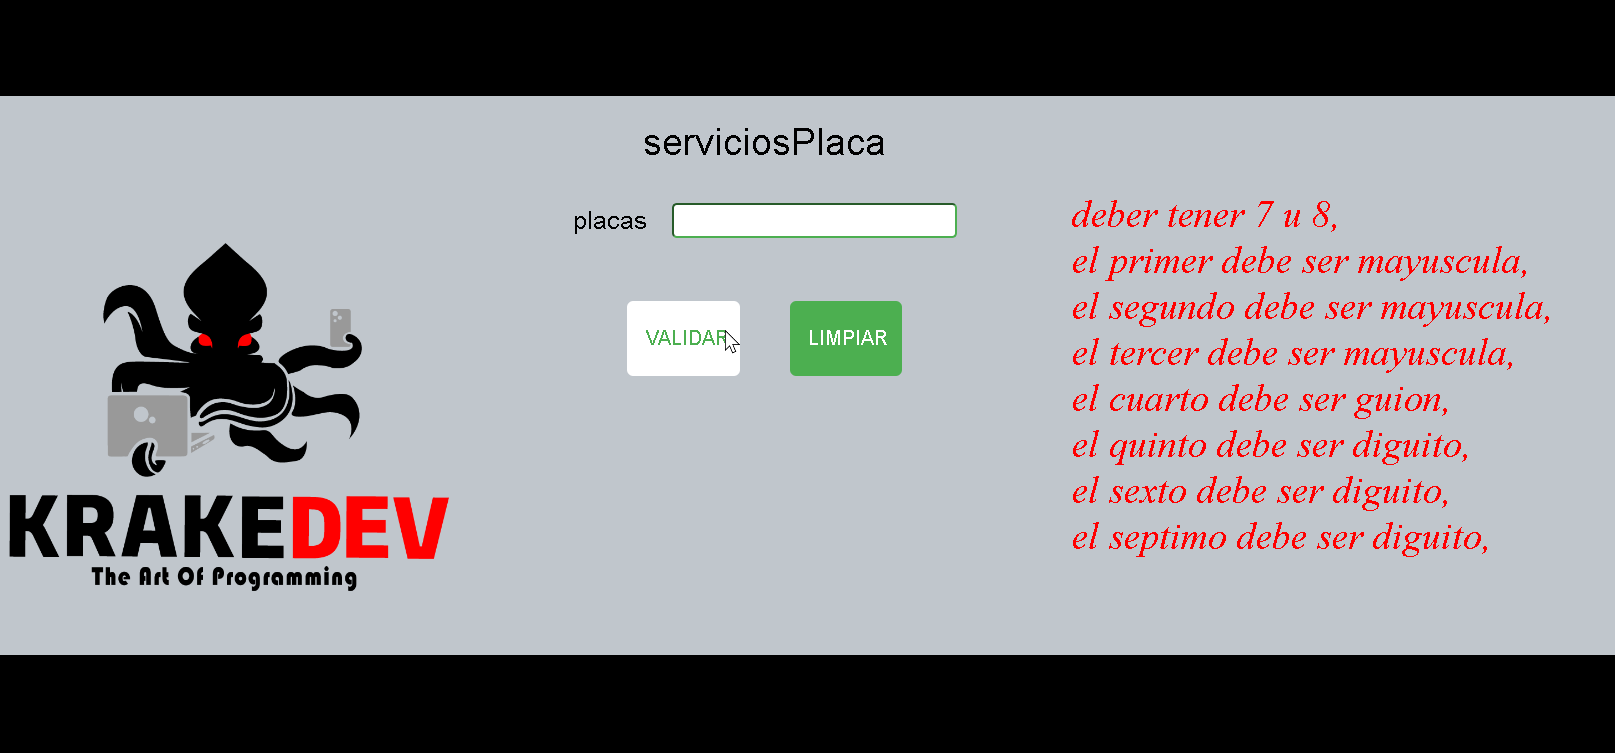 serviciosPlaca
placas
VALIDAR
LIMPIAR
deber tener 7 u 8,
el primer debe ser mayuscula,
el segundo debe ser mayuscula,
el tercer debe ser mayuscula,
el cuarto debe ser guion,
el quinto debe ser diguito,
el sexto debe ser diguito,
el septimo debe ser diguito,
KRAKEDEV
The Art Of Programming